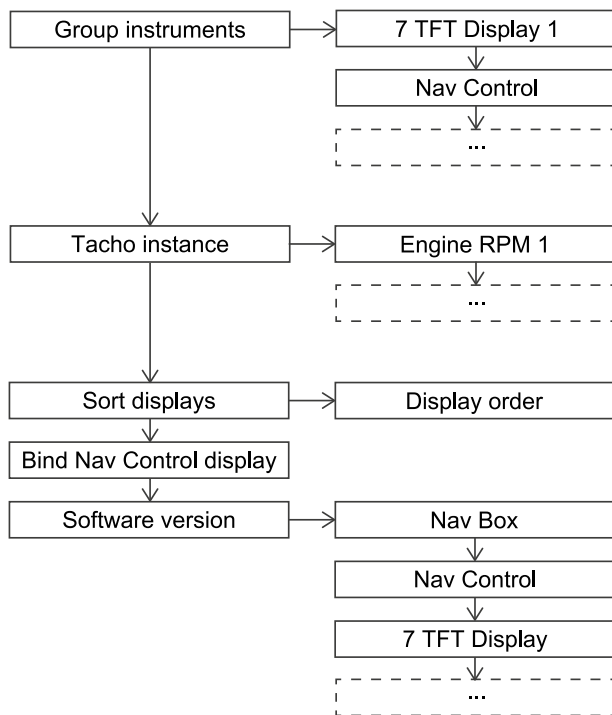 Group instruments
7 TFT Display 1
Nav Control
...
Tacho instance
Engine RPM 1
...
Sort displays
Display order
Bind Nav Control display
Software version
Nav Box
Nav Control
7 TFT Display
...